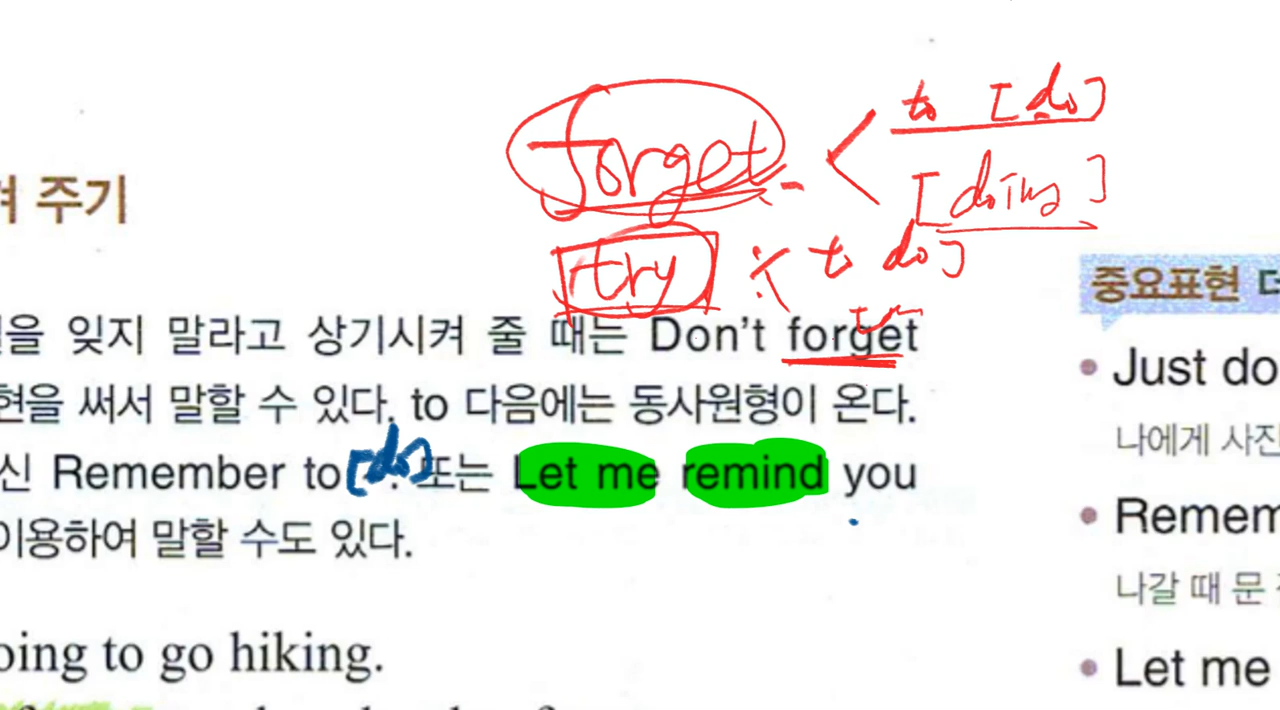 forget
to [do]
[doing]
try
to do]
주기
을 잊지 말라고 상기시켜 줄 때는 Don't forget
현을 써서 말할 수 있다. to 다음에는 동사원형이 온다.
신 Remember to [do]. 또는 Let me remind you
이용하여 말할 수도 있다.
oing to go hiking.
중요표현 더
• Just do
나에게 사진
• Remem
나갈 때 문
• Let me